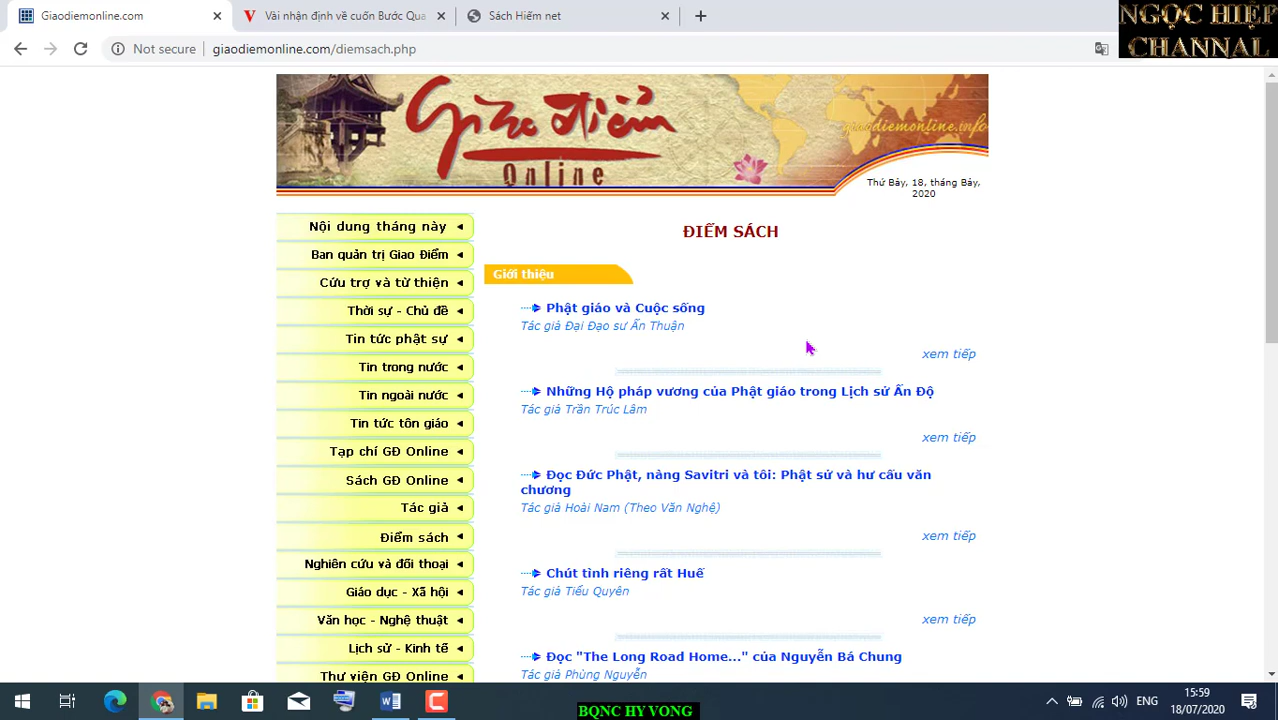 Giaodiemonline.com
Vài nhận định về cuốn Bước Qua
Sách Hiếm net
NGỌC HIỆP
CHANNAL
Not secure
giaodiemonline.com/diemsach.php
Giao điểm
Online
giaodiemonline.info
Thứ Bảy, 18, tháng Bảy,
2020
Nội dung tháng này
Ban quản trị Giao Điểm
Cứu trợ và từ thiện
Thời sự - Chủ đề
Tin tức phật sự
Tin trong nước
Tin ngoài nước
Tin tức tôn giáo
Tạp chí GĐ Online
Sách GĐ Online
Tác giả
Điểm sách
Nghiên cứu và đối thoại
Giáo dục - Xã hội
Văn học - Nghệ thuật
Lịch sử - Kinh tế
Thư viện GĐ Online
ĐIỂM SÁCH
Giới thiệu
Phật giáo và Cuộc sống
Tác giả Đại Đạo sư Ấn Thuận
xem tiếp
Những Hộ pháp vương của Phật giáo trong Lịch sử Ấn Độ
Tác giả Trần Trúc Lâm
xem tiếp
Đọc Đức Phật, nàng Savitri và tôi: Phật sử và hư cấu văn
chương
Tác giả Hoài Nam (Theo Văn Nghệ)
xem tiếp
Chút tình riêng rất Huế
Tác giả Tiểu Quyên
xem tiếp
Đọc "The Long Road Home..." của Nguyễn Bá Chung
Tác giả Phùng Nguyễn
BQNC HY VONG
ENG
15:59
18/07/2020